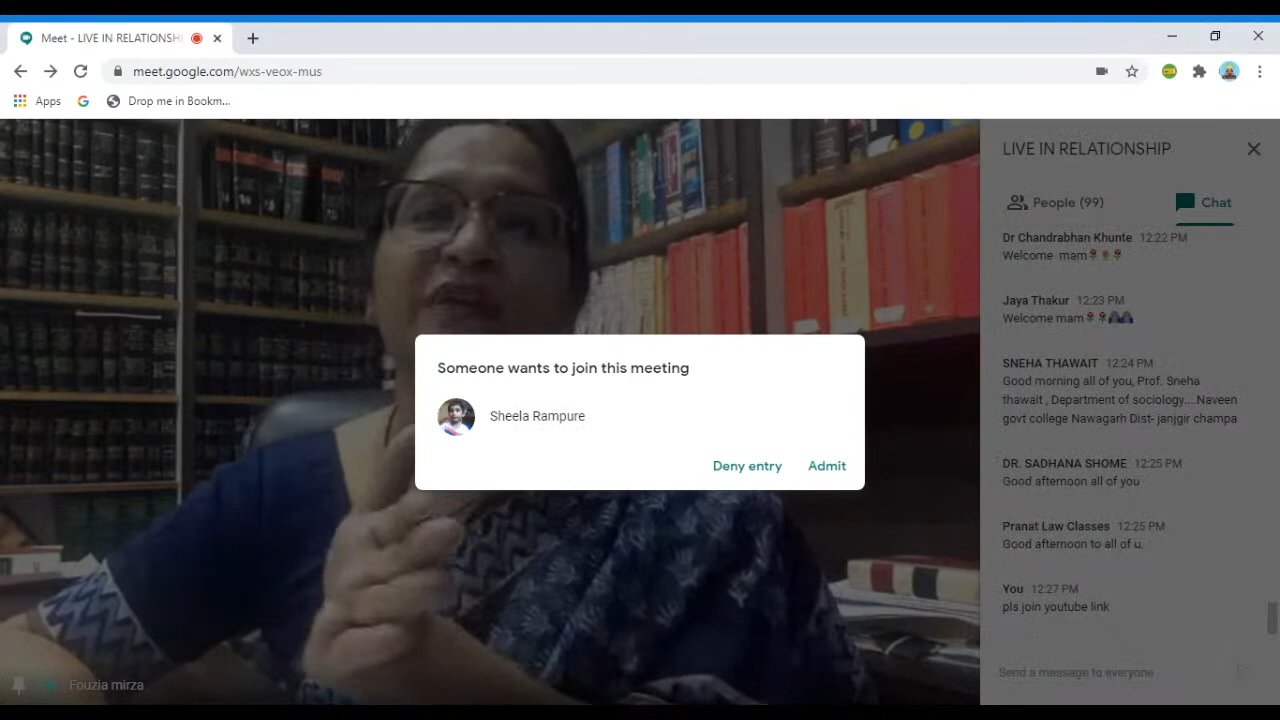 Meet - LIVE IN RELATIONSH
meet.google.com/wxs-veox-mus
Apps
Drop me in Bookm...
LIVE IN RELATIONSHIP
People (99)
Chat
Dr Chandrabhan Khunte 12:22 PM
Welcome mam
Jaya Thakur 12:23 PM
Welcome mam
SNEHA THAWAIT 12:24 PM
Good morning all of you, Prof. Sneha
thawait , Department of sociology....Naveen
govt college Nawagarh Dist- janjgir champa
DR. SADHANA SHOME 12:25 PM
Good afternoon all of you
Pranat Law Classes 12:25 PM
Good afternoon to all of u.
You 12:27 PM
pls join youtube link
Send a message to everyone
Someone wants to join this meeting
Sheela Rampure
Deny entry
Admit
Fouzia mirza